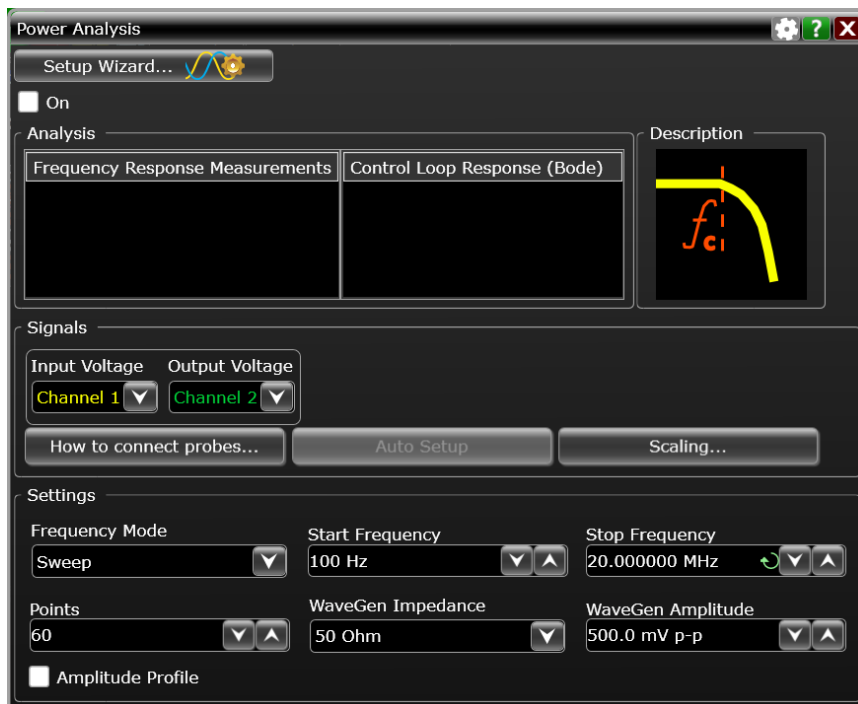 Power Analysis
?
X
Setup Wizard...
On
Analysis
Description
Frequency Response Measurements
Control Loop Response (Bode)
fc
Signals
Input Voltage
Output Voltage
Channel 1
Channel 2
How to connect probes...
Auto Setup
Scaling...
Settings
Frequency Mode
Start Frequency
Stop Frequency
Sweep
100 Hz
20.000000 MHz
Points
WaveGen Impedance
WaveGen Amplitude
60
50 Ohm
500.0 mV p-p
Amplitude Profile